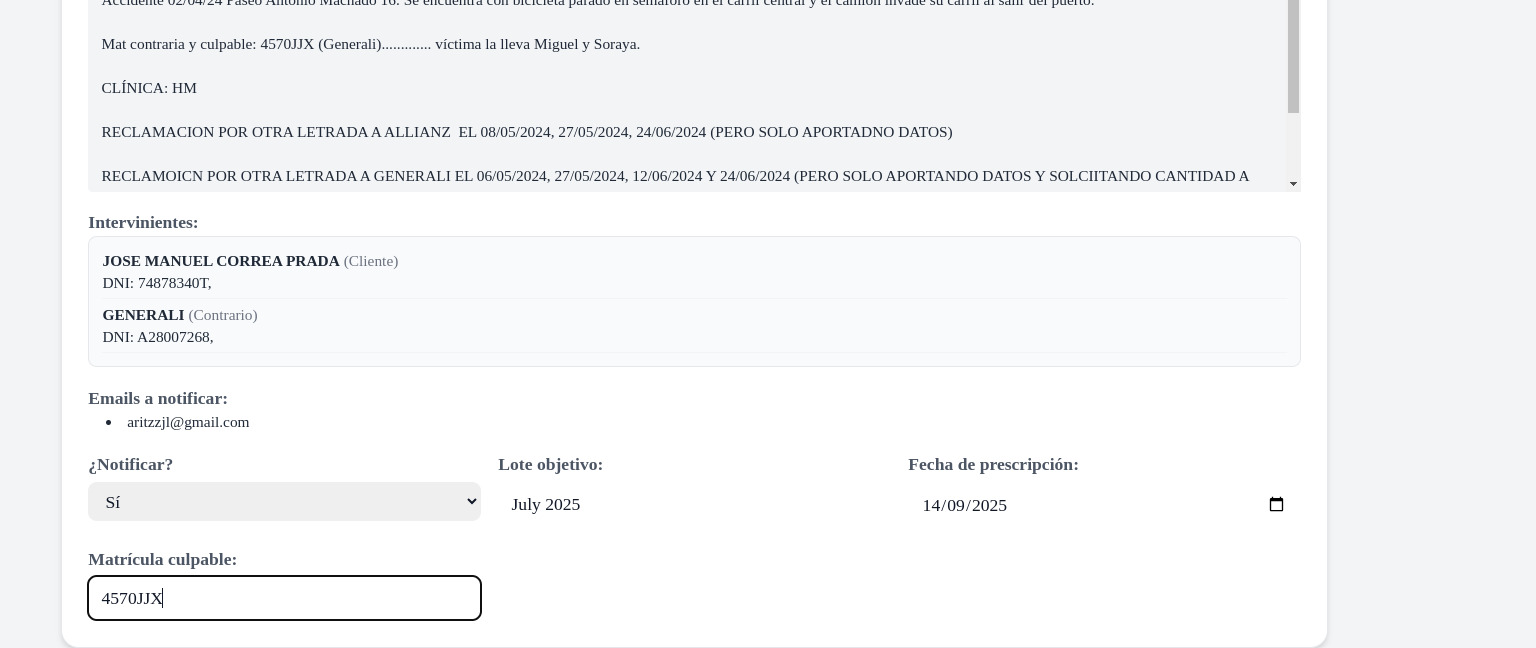 Accidente 02/04/24 Paseo Antonio Machado 16. Se encuentra con bicicleta parado en semáforo en el carril central y el camión invade su carril al salir del puerto.
Mat contraria y culpable: 4570JJX (Generali)............. víctima la lleva Miguel y Soraya.
CLÍNICA: HM
RECLAMACION POR OTRA LETRADA A ALLIANZ  EL 08/05/2024, 27/05/2024, 24/06/2024 (PERO SOLO APORTADNO DATOS)
RECLAMOICN POR OTRA LETRADA A GENERALI EL 06/05/2024, 27/05/2024, 12/06/2024 Y 24/06/2024 (PERO SOLO APORTANDO DATOS Y SOLCIITANDO CANTIDAD A
Intervinientes:
JOSE MANUEL CORREA PRADA (Cliente)
DNI: 74878340T,
GENERALI (Contrario)
DNI: A28007268,
Emails a notificar:
• aritzzjl@gmail.com
¿Notificar? Lote objetivo: Fecha de prescripción:
Sí July 2025 14/09/2025
Matrícula culpable:
4570JJX